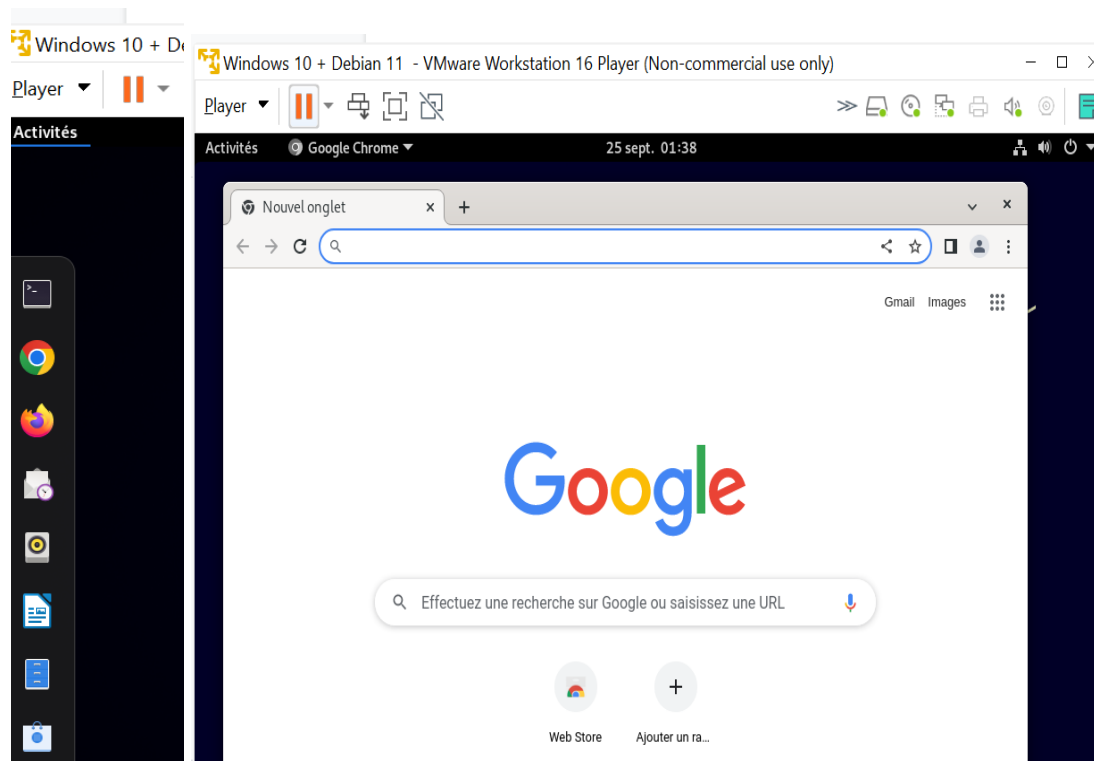 Windows 10 + De
Player
Activités
Windows 10 + Debian 11 - VMware Workstation 16 Player (Non-commercial use only)
Player
Activités Google Chrome 25 sept. 01:38
Nouvel onglet
Gmail Images
Google
Effectuez une recherche sur Google ou saisissez une URL
Web Store Ajouter un ra...